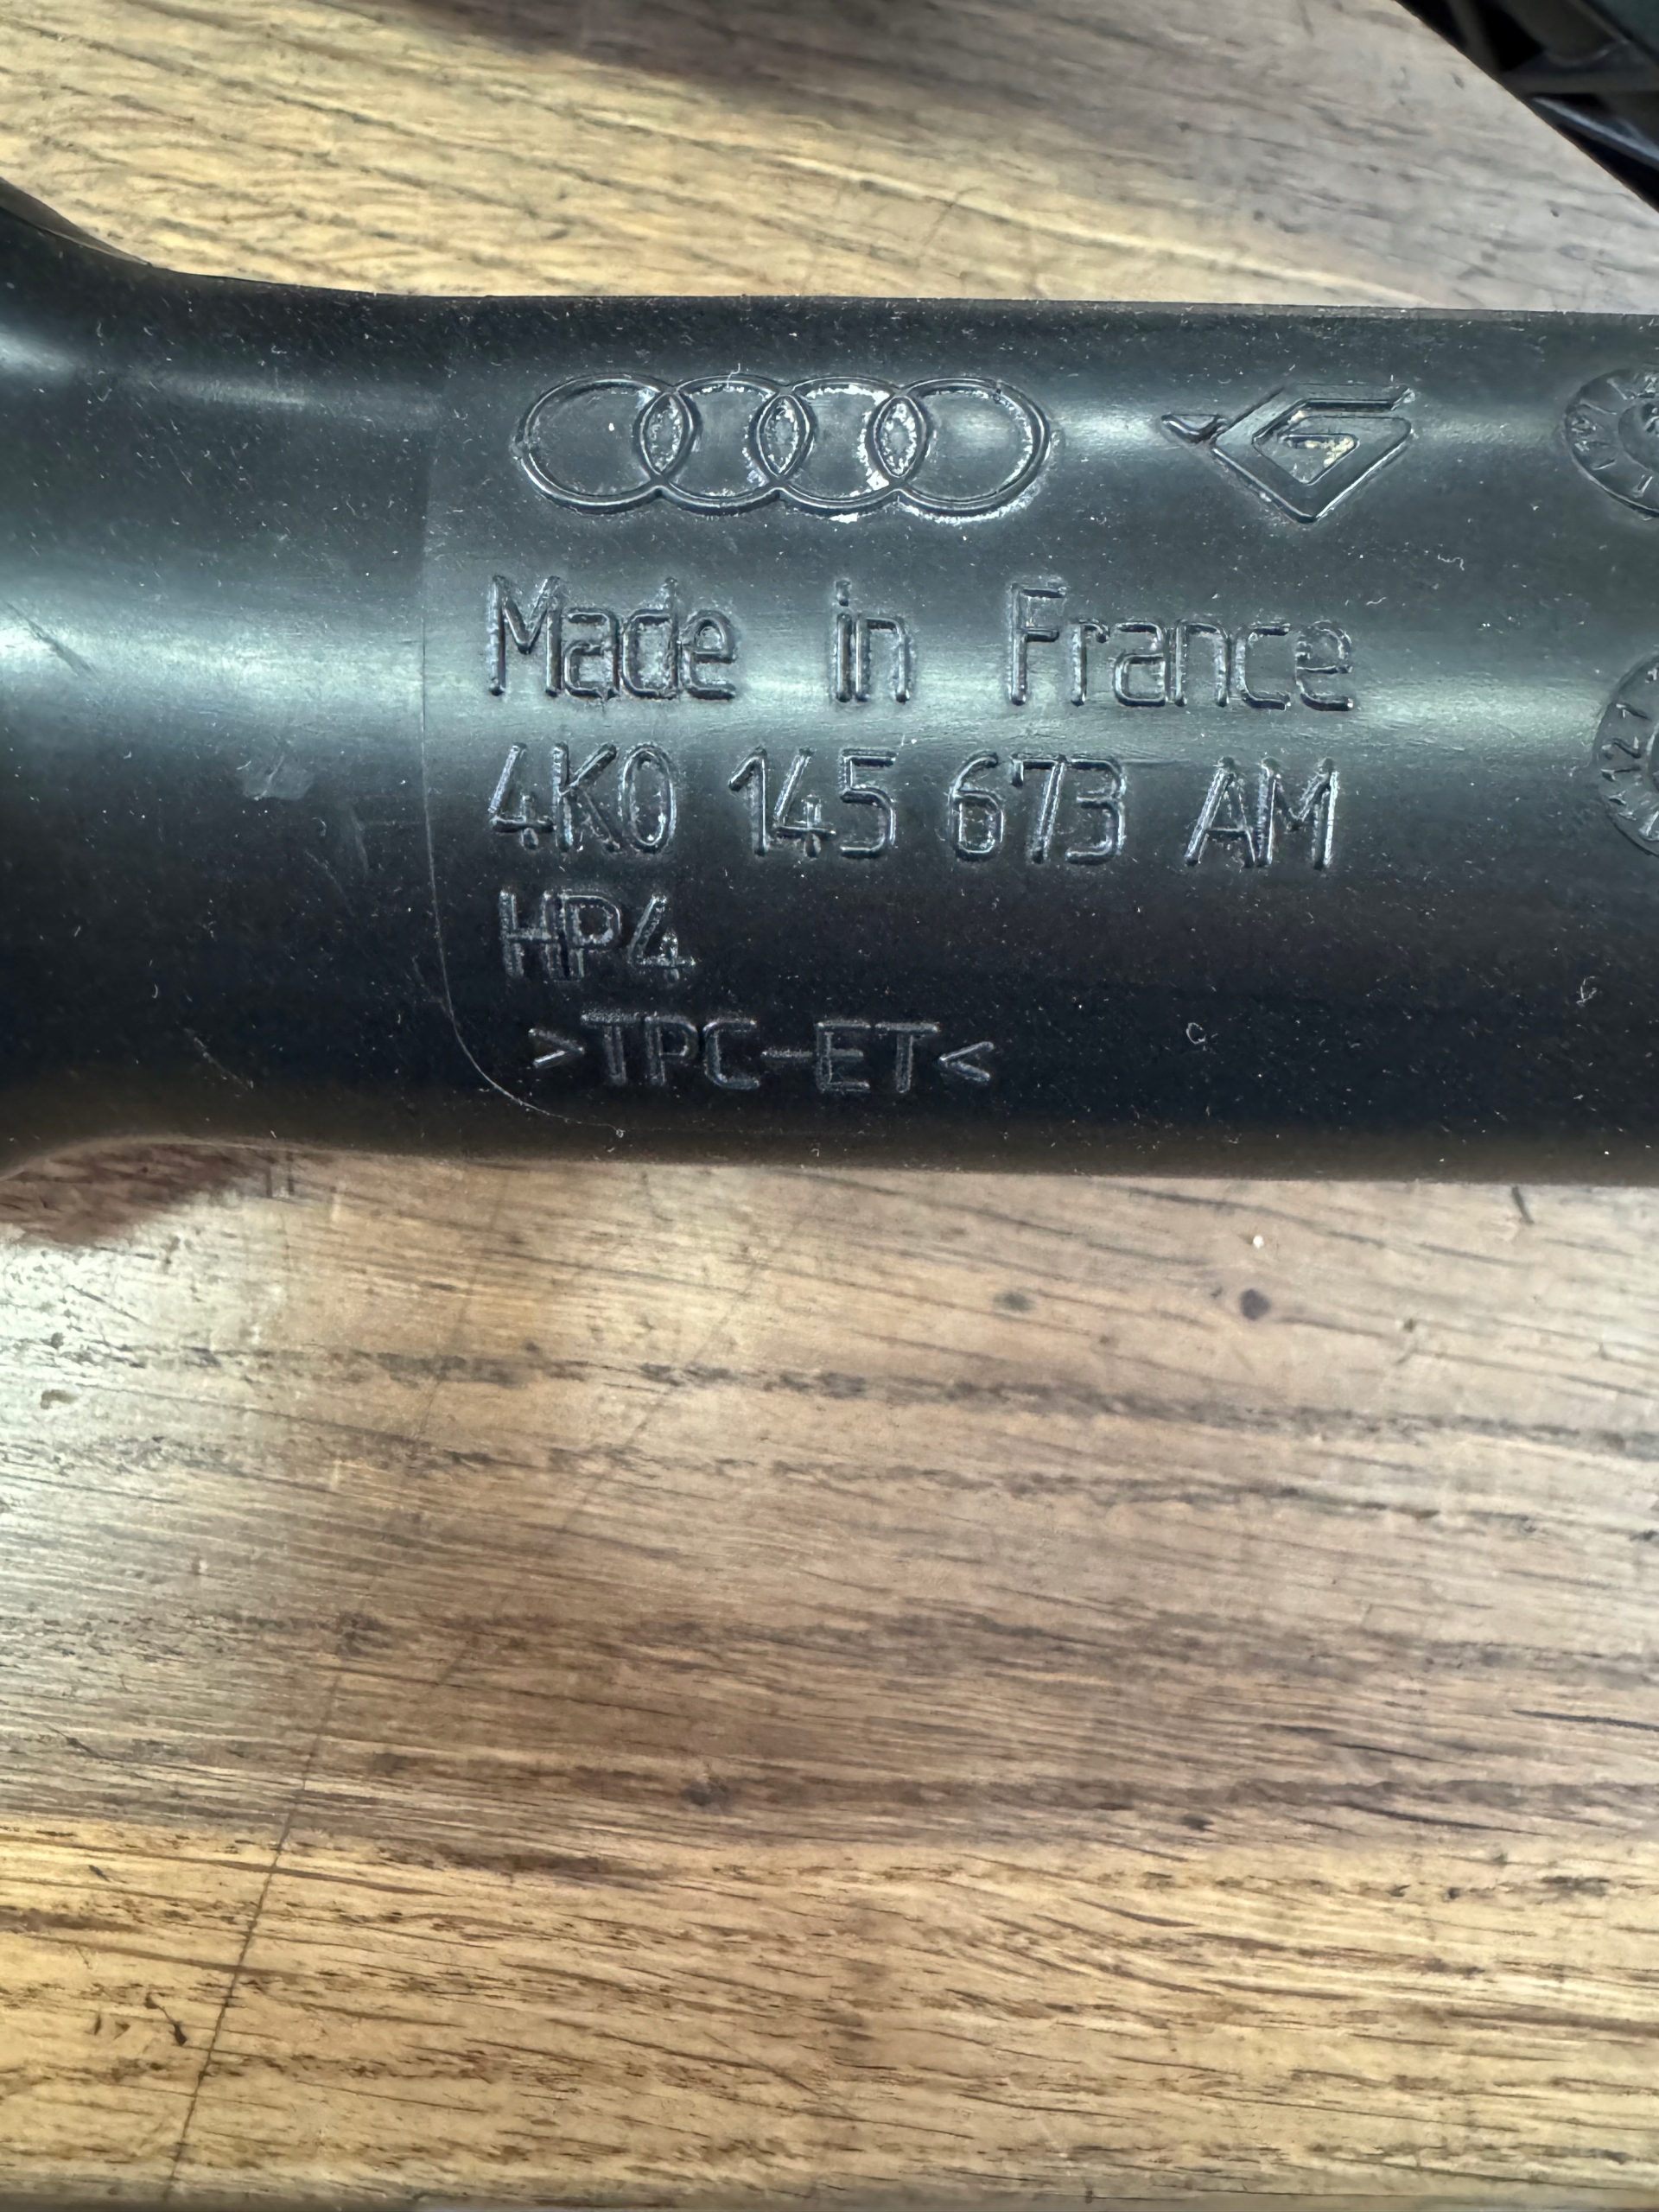 Made in France
4K0 145 673 AM
HP4
>TPC-ET<